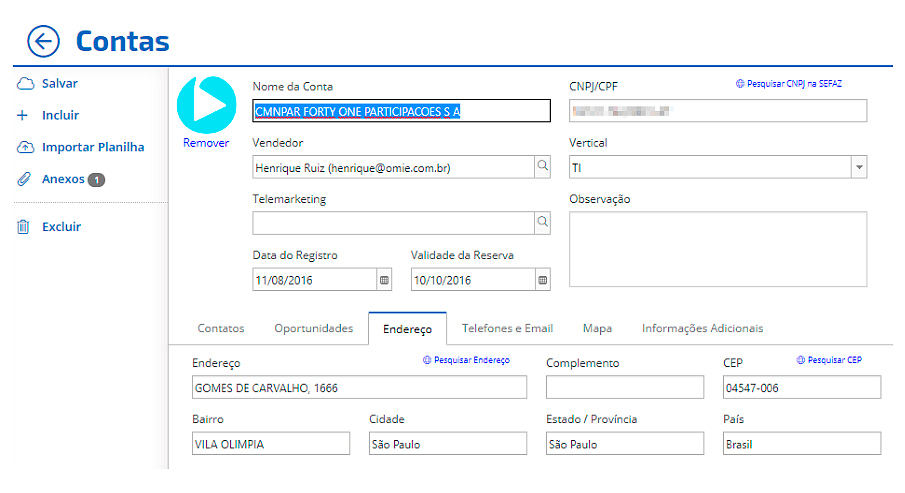 Contas
Salvar
Incluir
Importar Planilha
Anexos 1
Excluir
Remover
Nome da Conta
CMNPAR FORTY ONE PARTICIPACOES S A
CNPJ/CPF
Pesquisar CNPJ na SEFAZ
Vendedor
Henrique Ruiz (henrique@omie.com.br)
Vertical
TI
Telemarketing
Observação
Data do Registro
11/08/2016
Validade da Reserva
10/10/2016
Contatos Oportunidades Endereço Telefones e Email Mapa Informações Adicionais
Endereço
Pesquisar Endereço
GOMES DE CARVALHO, 1666
Complemento
CEP
Pesquisar CEP
04547-006
Bairro
VILA OLIMPIA
Cidade
São Paulo
Estado / Província
São Paulo
País
Brasil